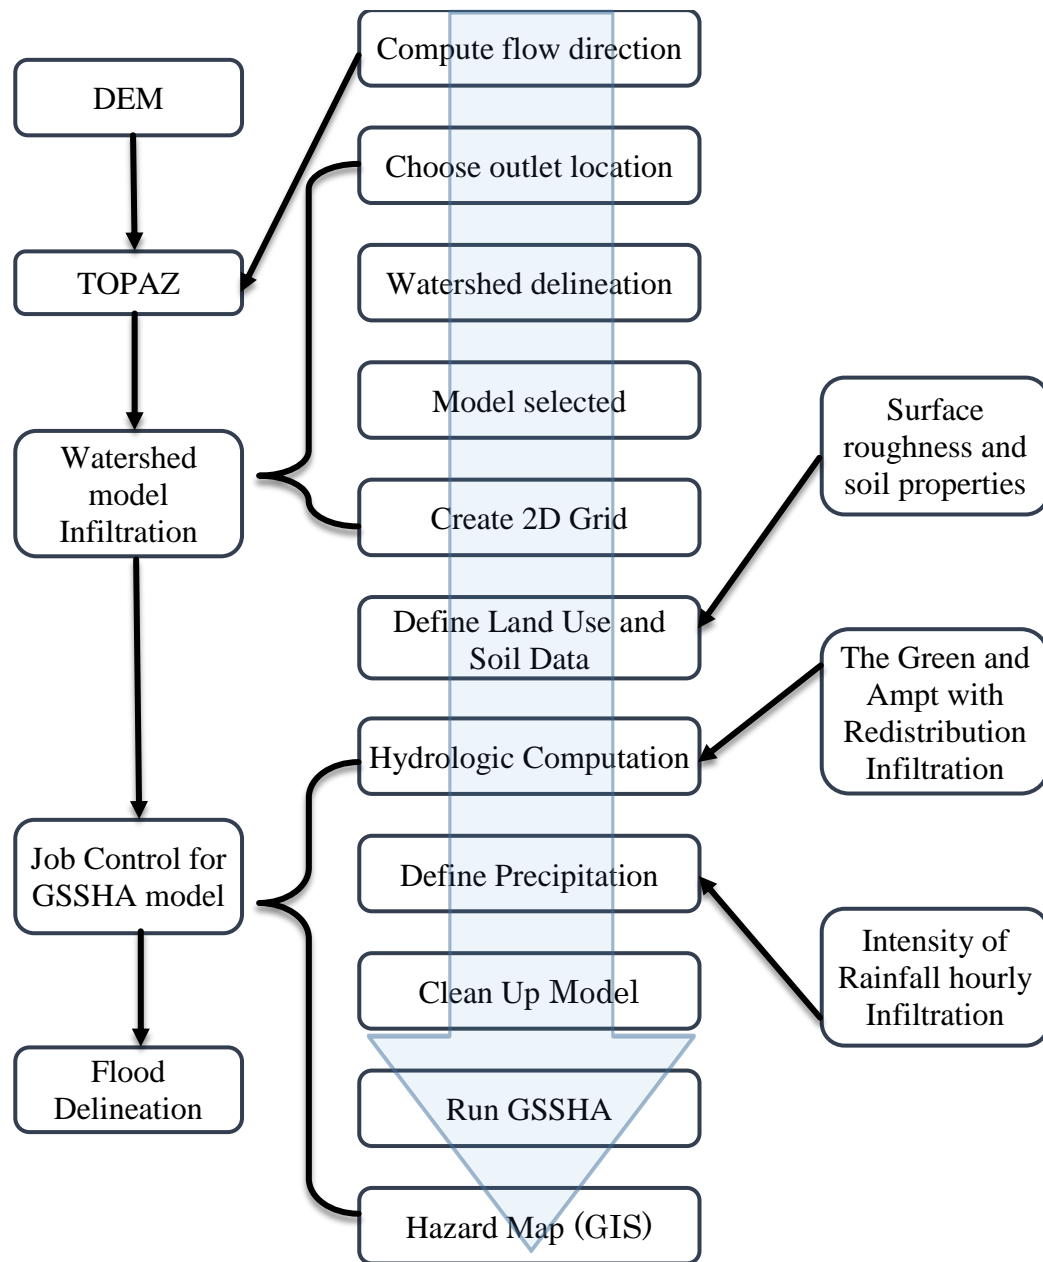 DEM
TOPAZ
Watershed
model
Infiltration
Job Control for
GSSHA model
Flood
Delineation
Compute flow direction
Choose outlet location
Watershed delineation
Model selected
Create 2D Grid
Define Land Use and
Soil Data
Hydrologic Computation
Define Precipitation
Clean Up Model
Run GSSHA
Hazard Map (GIS)
Surface
roughness and
soil properties
The Green and
Ampt with
Redistribution
Infiltration
Intensity of
Rainfall hourly
Infiltration